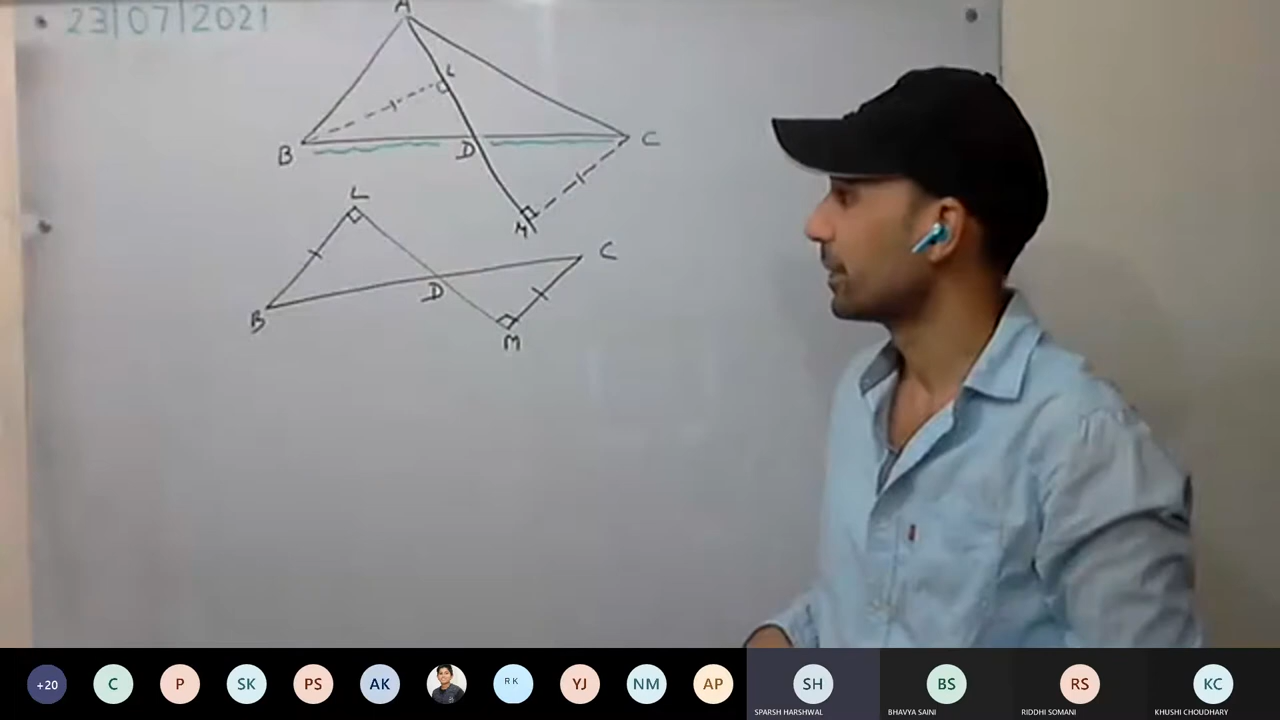 23|07|2021
A
L
B
D
C
M
L
C
D
B
M
+20
C
P
SK
PS
AK
RK
YJ
NM
AP
SH
BS
RS
KC
SPARSH HARSHWAL
BHAVYA SAINI
RIDDHI SOMANI
KHUSHI CHOUDHARY